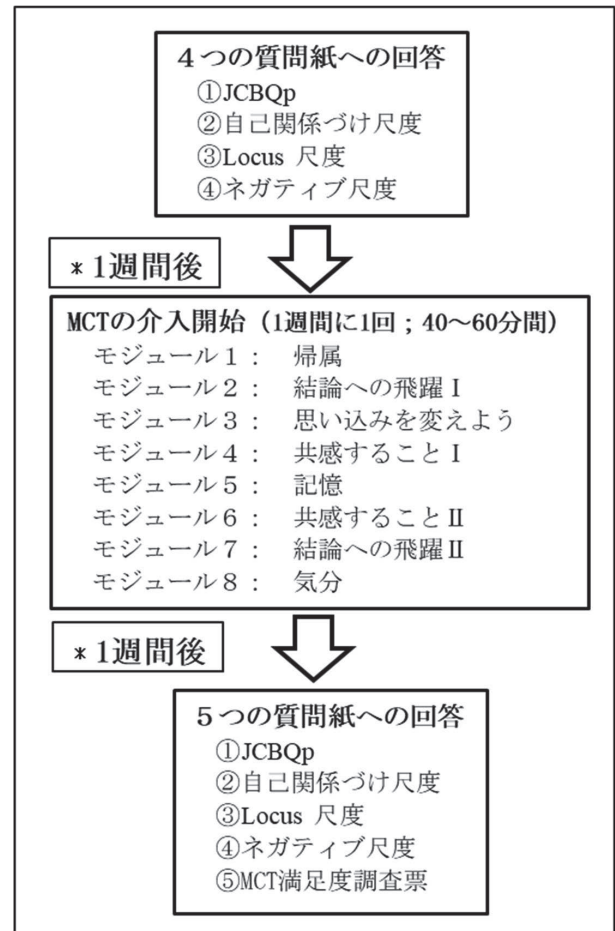 ４つの質問紙への回答
①JCBQp
②自己関係づけ尺度
③Locus 尺度
④ネガティブ尺度
＊1週間後
MCTの介入開始（1週間に1回；40～60分間）
モジュール１： 帰属
モジュール２： 結論への飛躍Ⅰ
モジュール３： 思い込みを変えよう
モジュール４： 共感することⅠ
モジュール５： 記憶
モジュール６： 共感することⅡ
モジュール７： 結論への飛躍Ⅱ
モジュール８： 気分
＊1週間後
５つの質問紙への回答
①JCBQp
②自己関係づけ尺度
③Locus 尺度
④ネガティブ尺度
⑤MCT満足度調査票